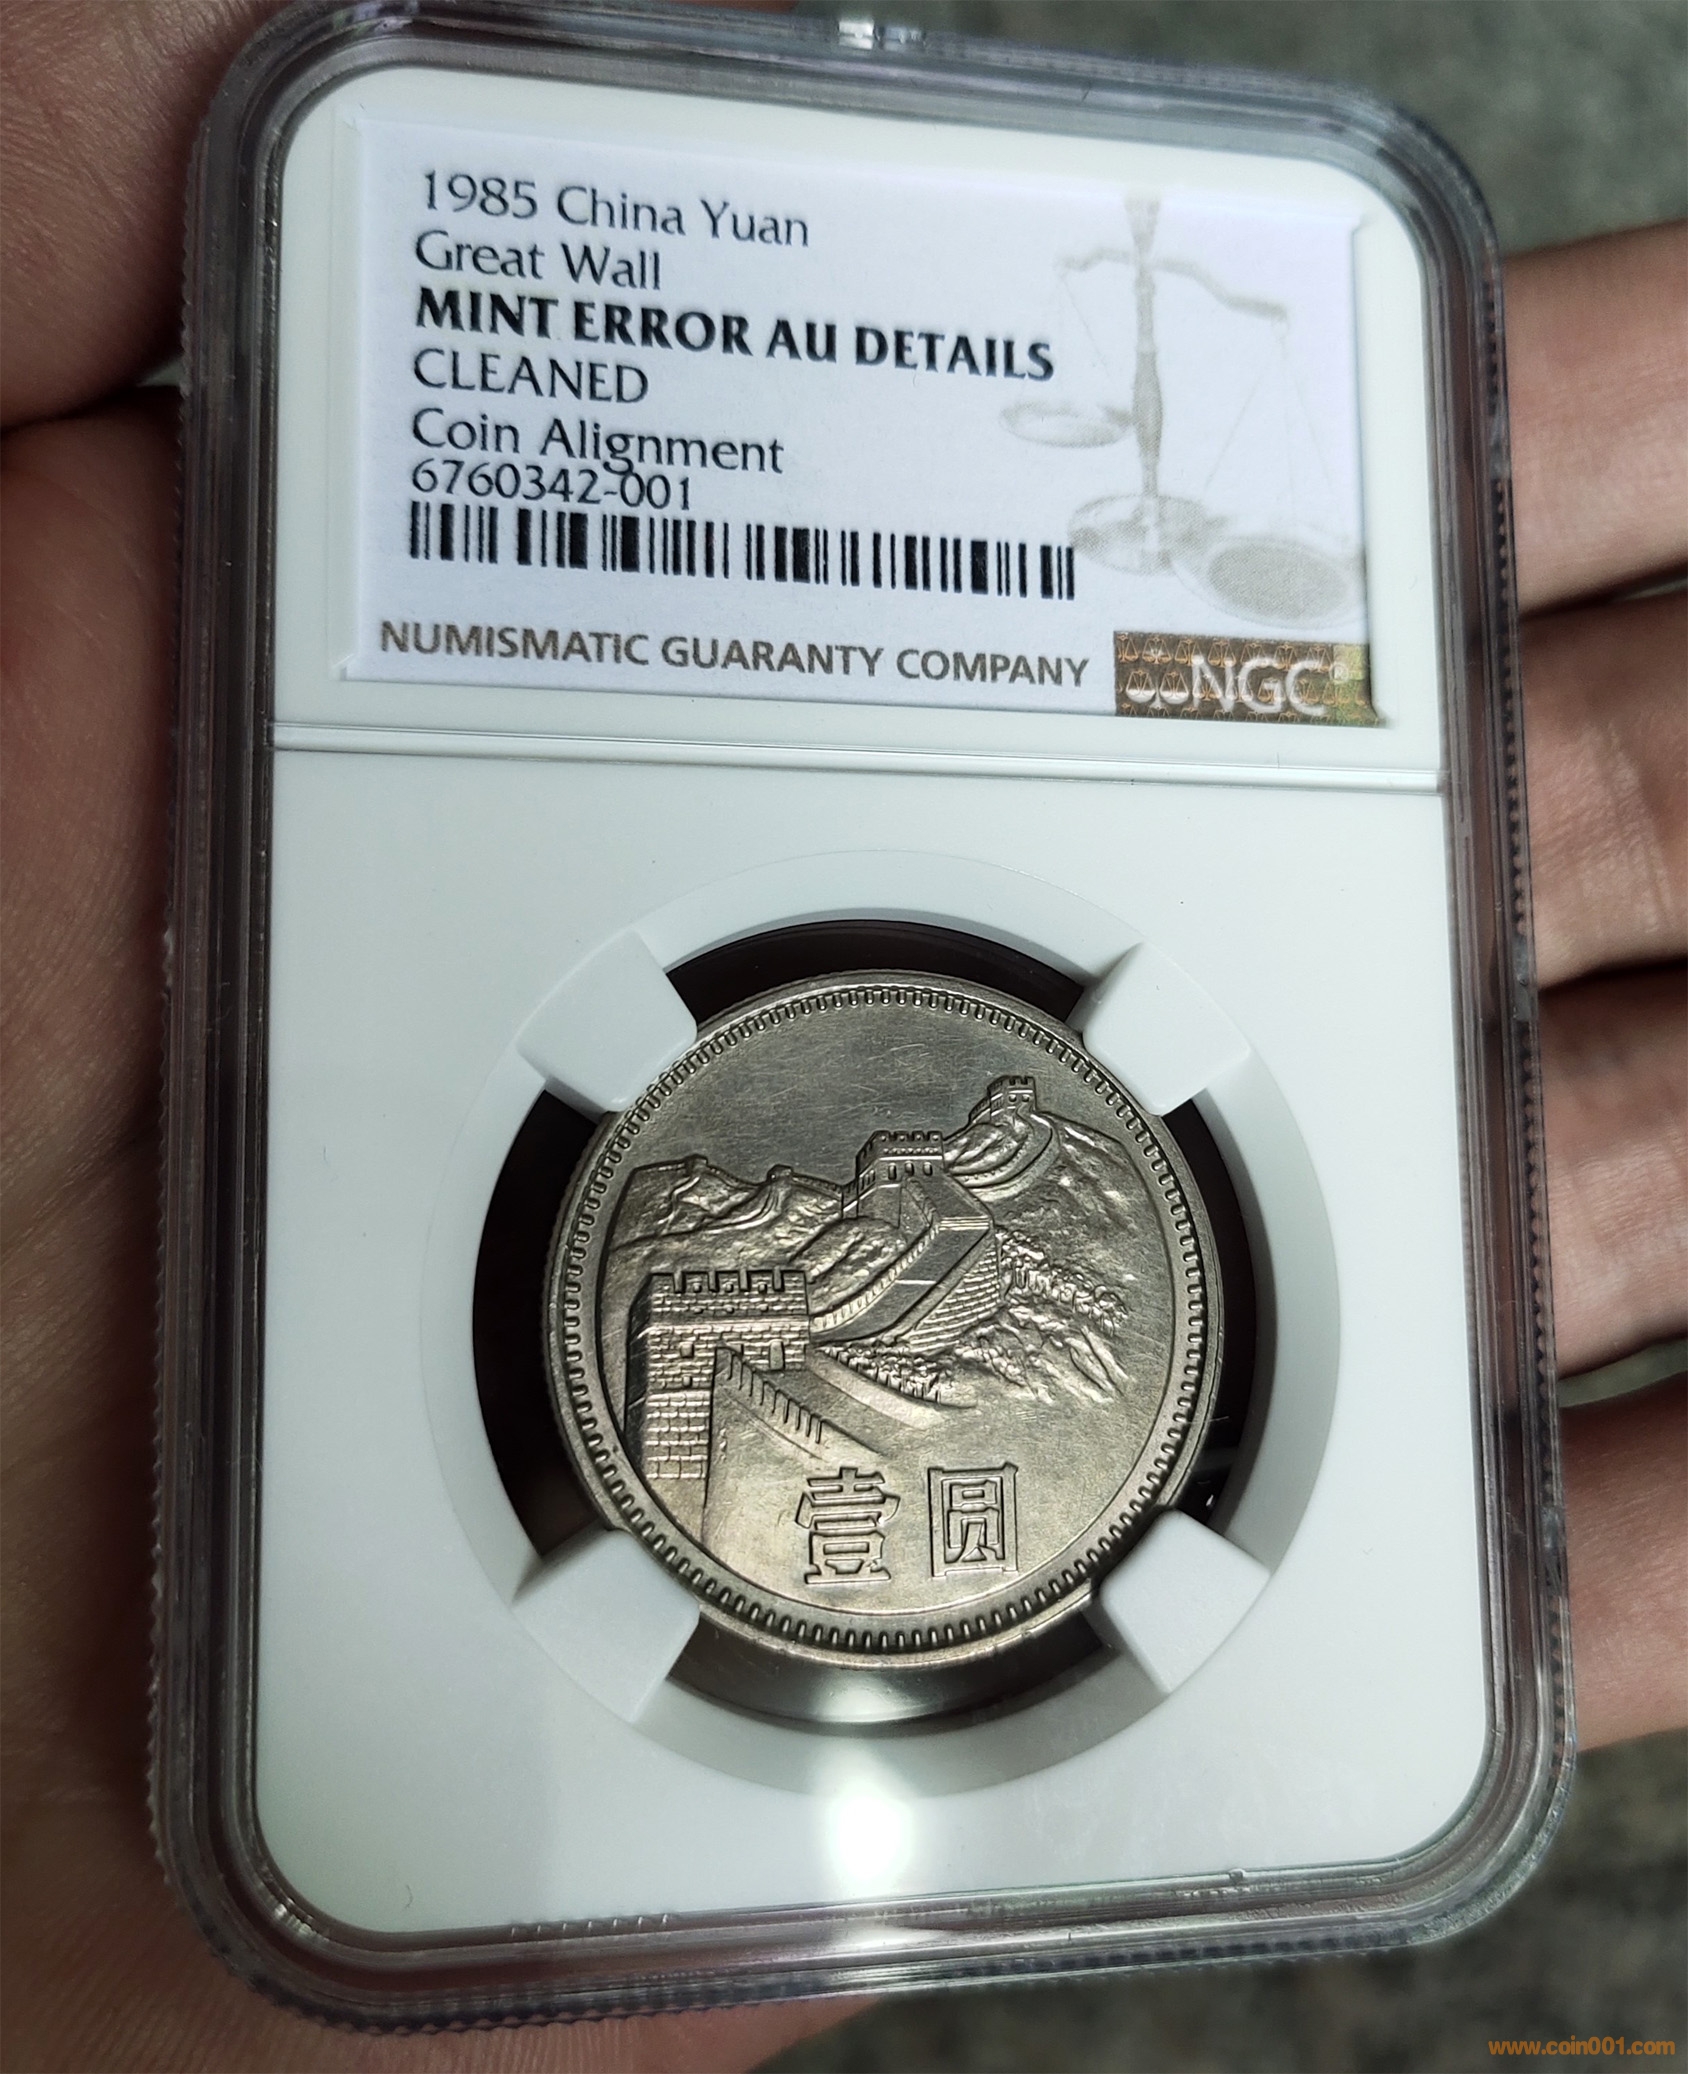 1985 China Yuan
Great Wall
MINT ERROR AU DETAILS
CLEANED
Coin Alignment
6760342-001
NUMISMATIC GUARANTY COMPANY
NGC®
壹圆
www.coin001.com